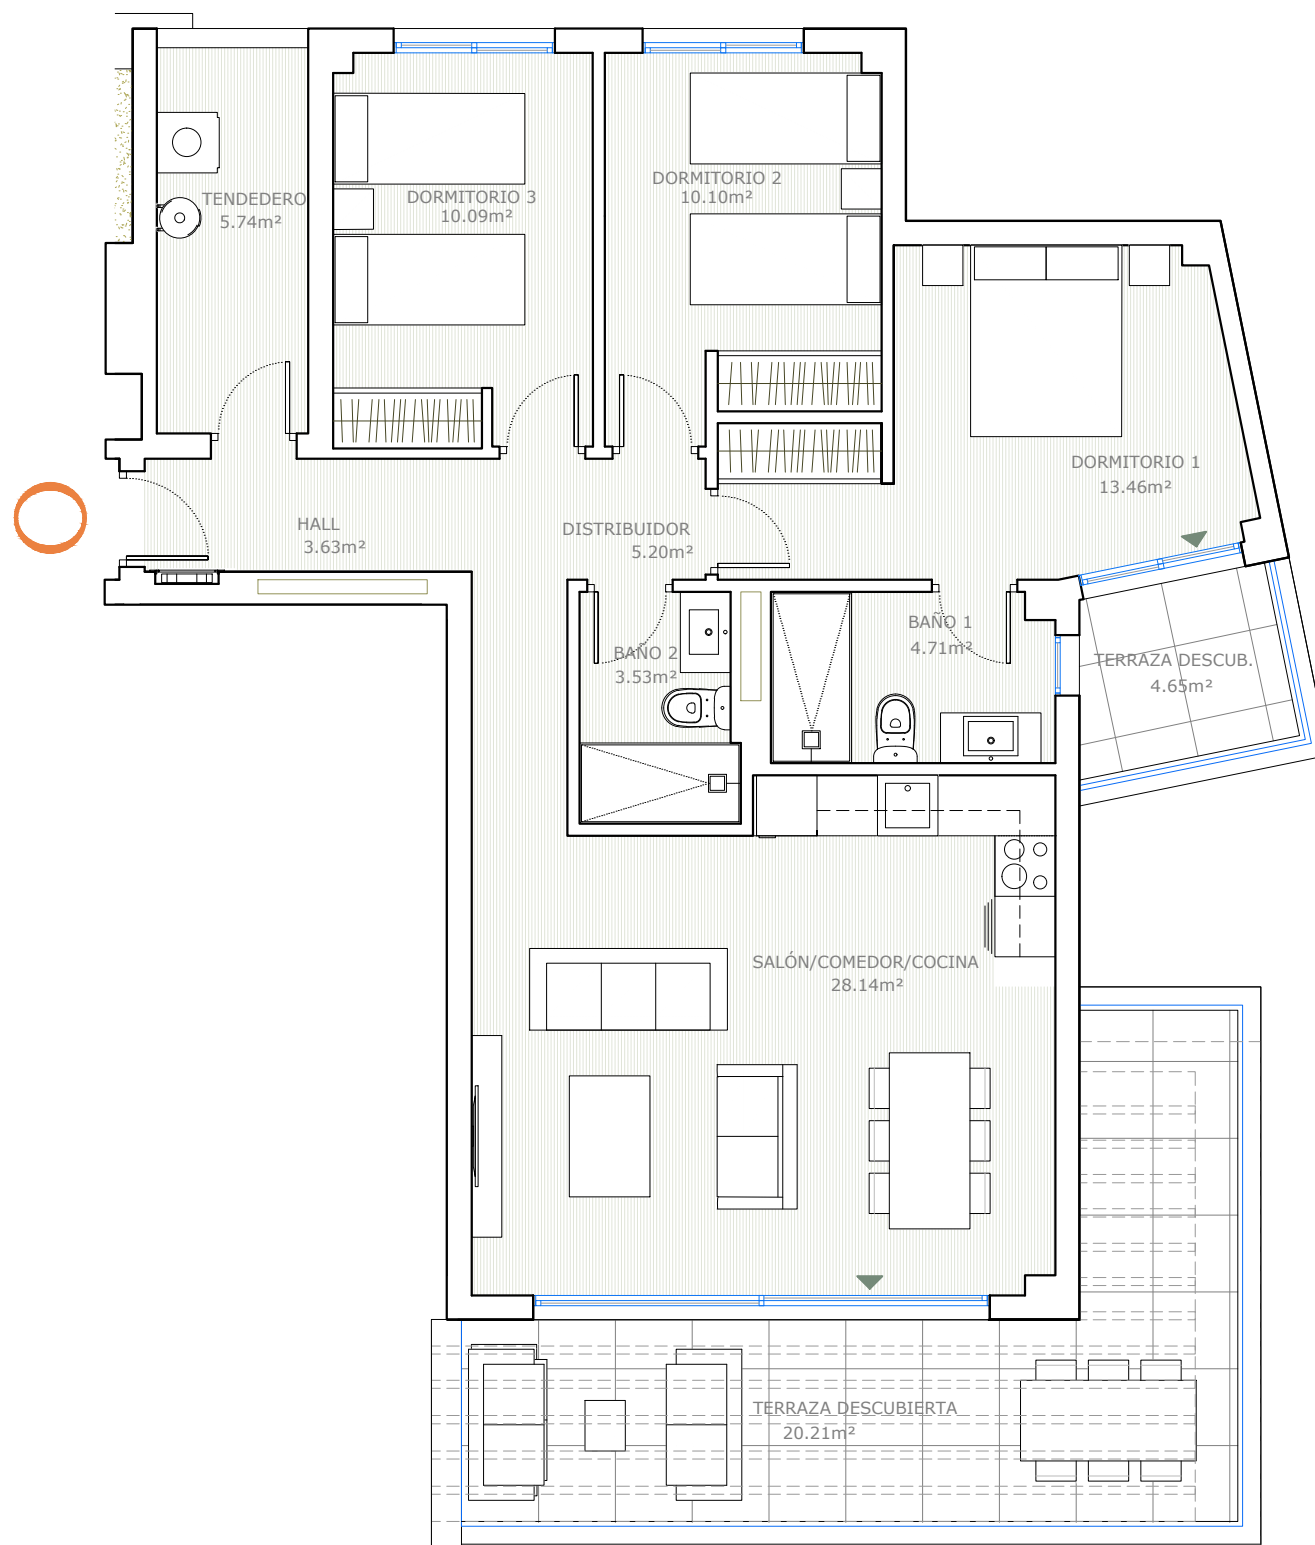 TENDEDERO
5.74m²
DORMITORIO 3
10.09m²
DORMITORIO 2
10.10m²
DORMITORIO 1
13.46m²
HALL
3.63m²
DISTRIBUIDOR
5.20m²
BAÑO 2
3.53m²
BAÑO 1
4.71m²
TERRAZA DESCUB.
4.65m²
SALÓN/COMEDOR/COCINA
28.14m²
TERRAZA DESCUBIERTA
20.21m²